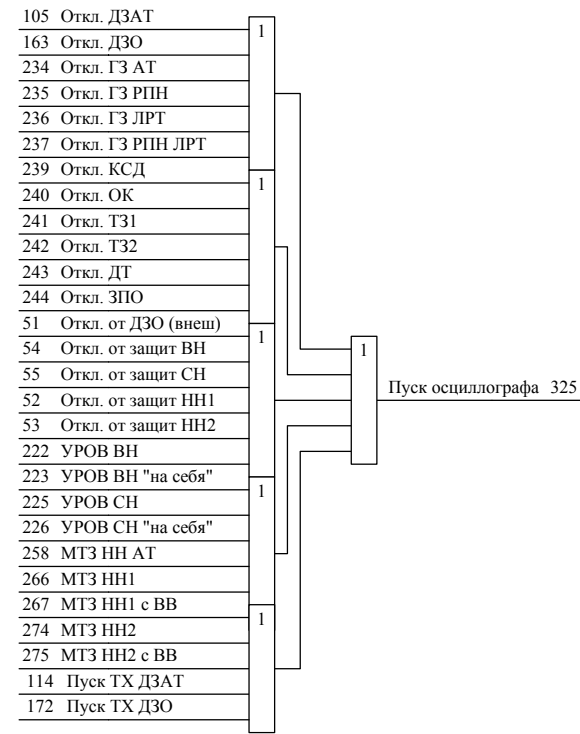 105 Откл. ДЗАТ
163 Откл. ДЗО
234 Откл. ГЗ АТ
235 Откл. ГЗ РПН
236 Откл. ГЗ ЛРТ
237 Откл. ГЗ РПН ЛРТ
239 Откл. КСД
240 Откл. ОК
241 Откл. ТЗ1
242 Откл. ТЗ2
243 Откл. ДТ
244 Откл. ЗПО
51 Откл. от ДЗО (внеш)
54 Откл. от защит ВН
55 Откл. от защит СН
52 Откл. от защит НН1
53 Откл. от защит НН2
222 УРОВ ВН
223 УРОВ ВН "на себя"
225 УРОВ СН
226 УРОВ СН "на себя"
258 МТЗ НН АТ
266 МТЗ НН1
267 МТЗ НН1 с ВВ
274 МТЗ НН2
275 МТЗ НН2 с ВВ
114 Пуск ТХ ДЗАТ
172 Пуск ТХ ДЗО
1
1
1
1
1
1
Пуск осциллографа 325